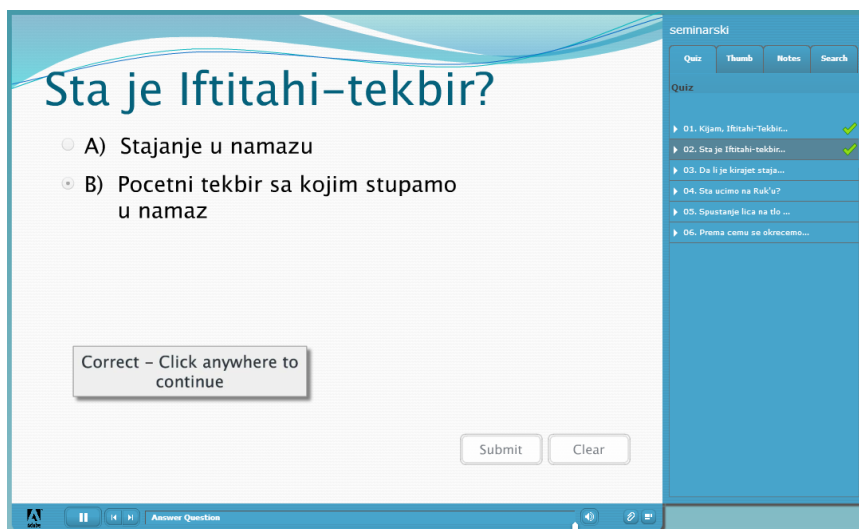 Sta je Iftitahi-tekbir?
A) Stajanje u namazu
B) Pocetni tekbir sa kojim stupamo
u namaz
Correct - Click anywhere to
continue
Submit Clear
Answer Question
seminarski
Quiz Thumb Notes Search
Quiz
01. Kijam, Iftitahi-Tekbir...
02. Sta je Iftitahi-tekbir...
03. Da li je kirajet staja...
04. Sta ucimo na Ruk'u?
05. Spustanje lica na tlo ...
06. Prema cemu se okrecemo...